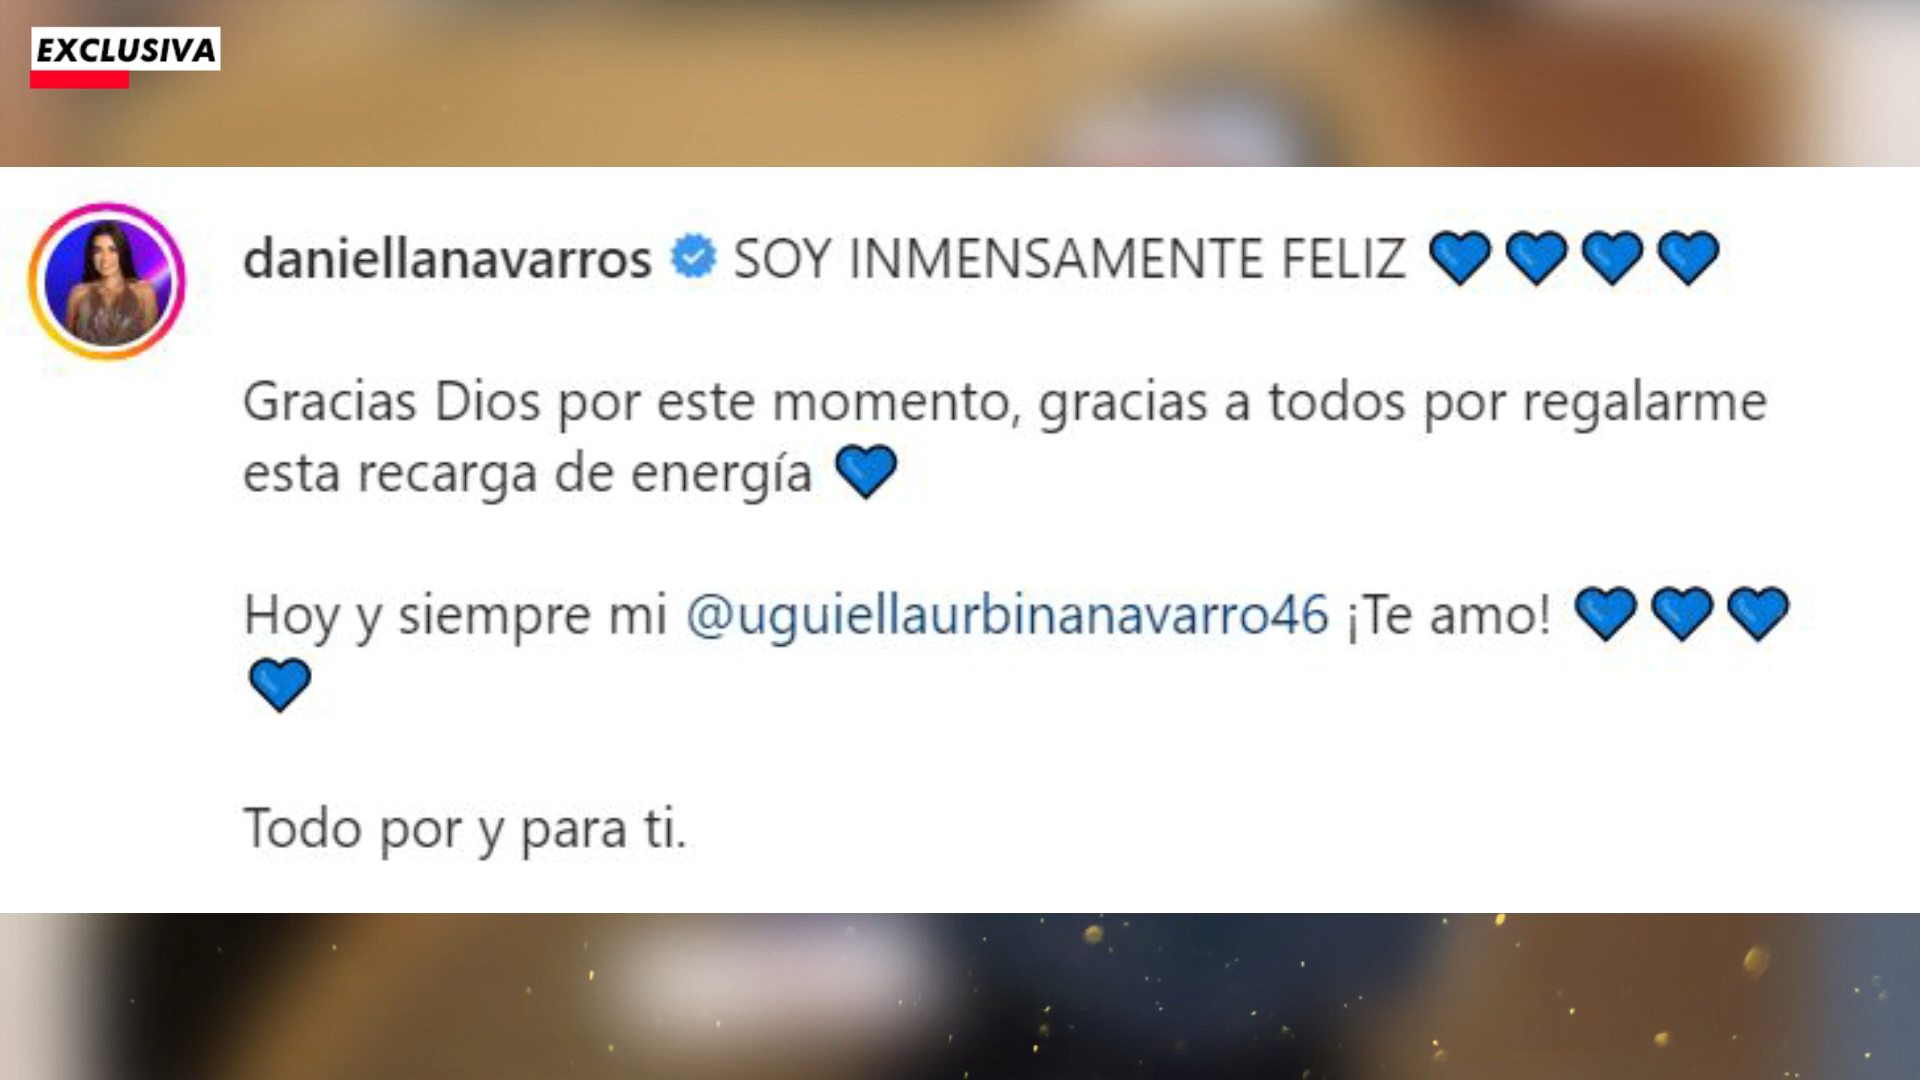 EXCLUSIVA
daniellanavarros SOY INMENSAMENTE FELIZ 💙💙💙💙
Gracias Dios por este momento, gracias a todos por regalarme
esta recarga de energía 💙
Hoy y siempre mi @uguiellaurbinanavarro46 ¡Te amo! 💙💙💙
💙
Todo por y para ti.